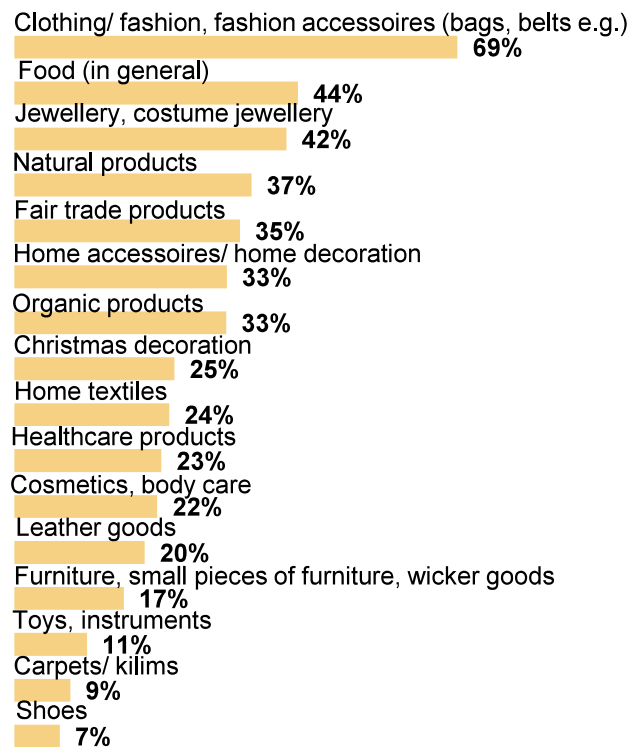 Clothing/ fashion, fashion accessoires (bags, belts e.g.)
69%
Food (in general)
44%
Jewellery, costume jewellery
42%
Natural products
37%
Fair trade products
35%
Home accessoires/ home decoration
33%
Organic products
33%
Christmas decoration
25%
Home textiles
24%
Healthcare products
23%
Cosmetics, body care
22%
Leather goods
20%
Furniture, small pieces of furniture, wicker goods
17%
Toys, instruments
11%
Carpets/ kilims
9%
Shoes
7%